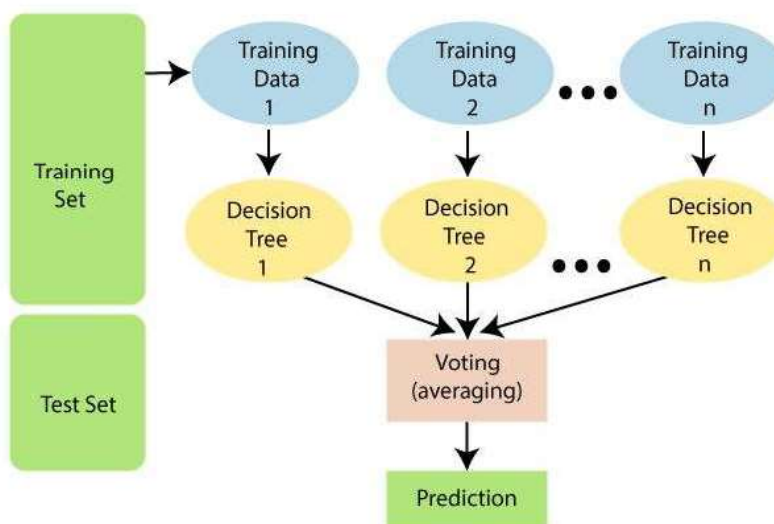 Training
Set
Test Set
Training
Data
1
Training
Data
2
Training
Data
n
Decision
Tree
1
Decision
Tree
2
Decision
Tree
n
Voting
(averaging)
Prediction